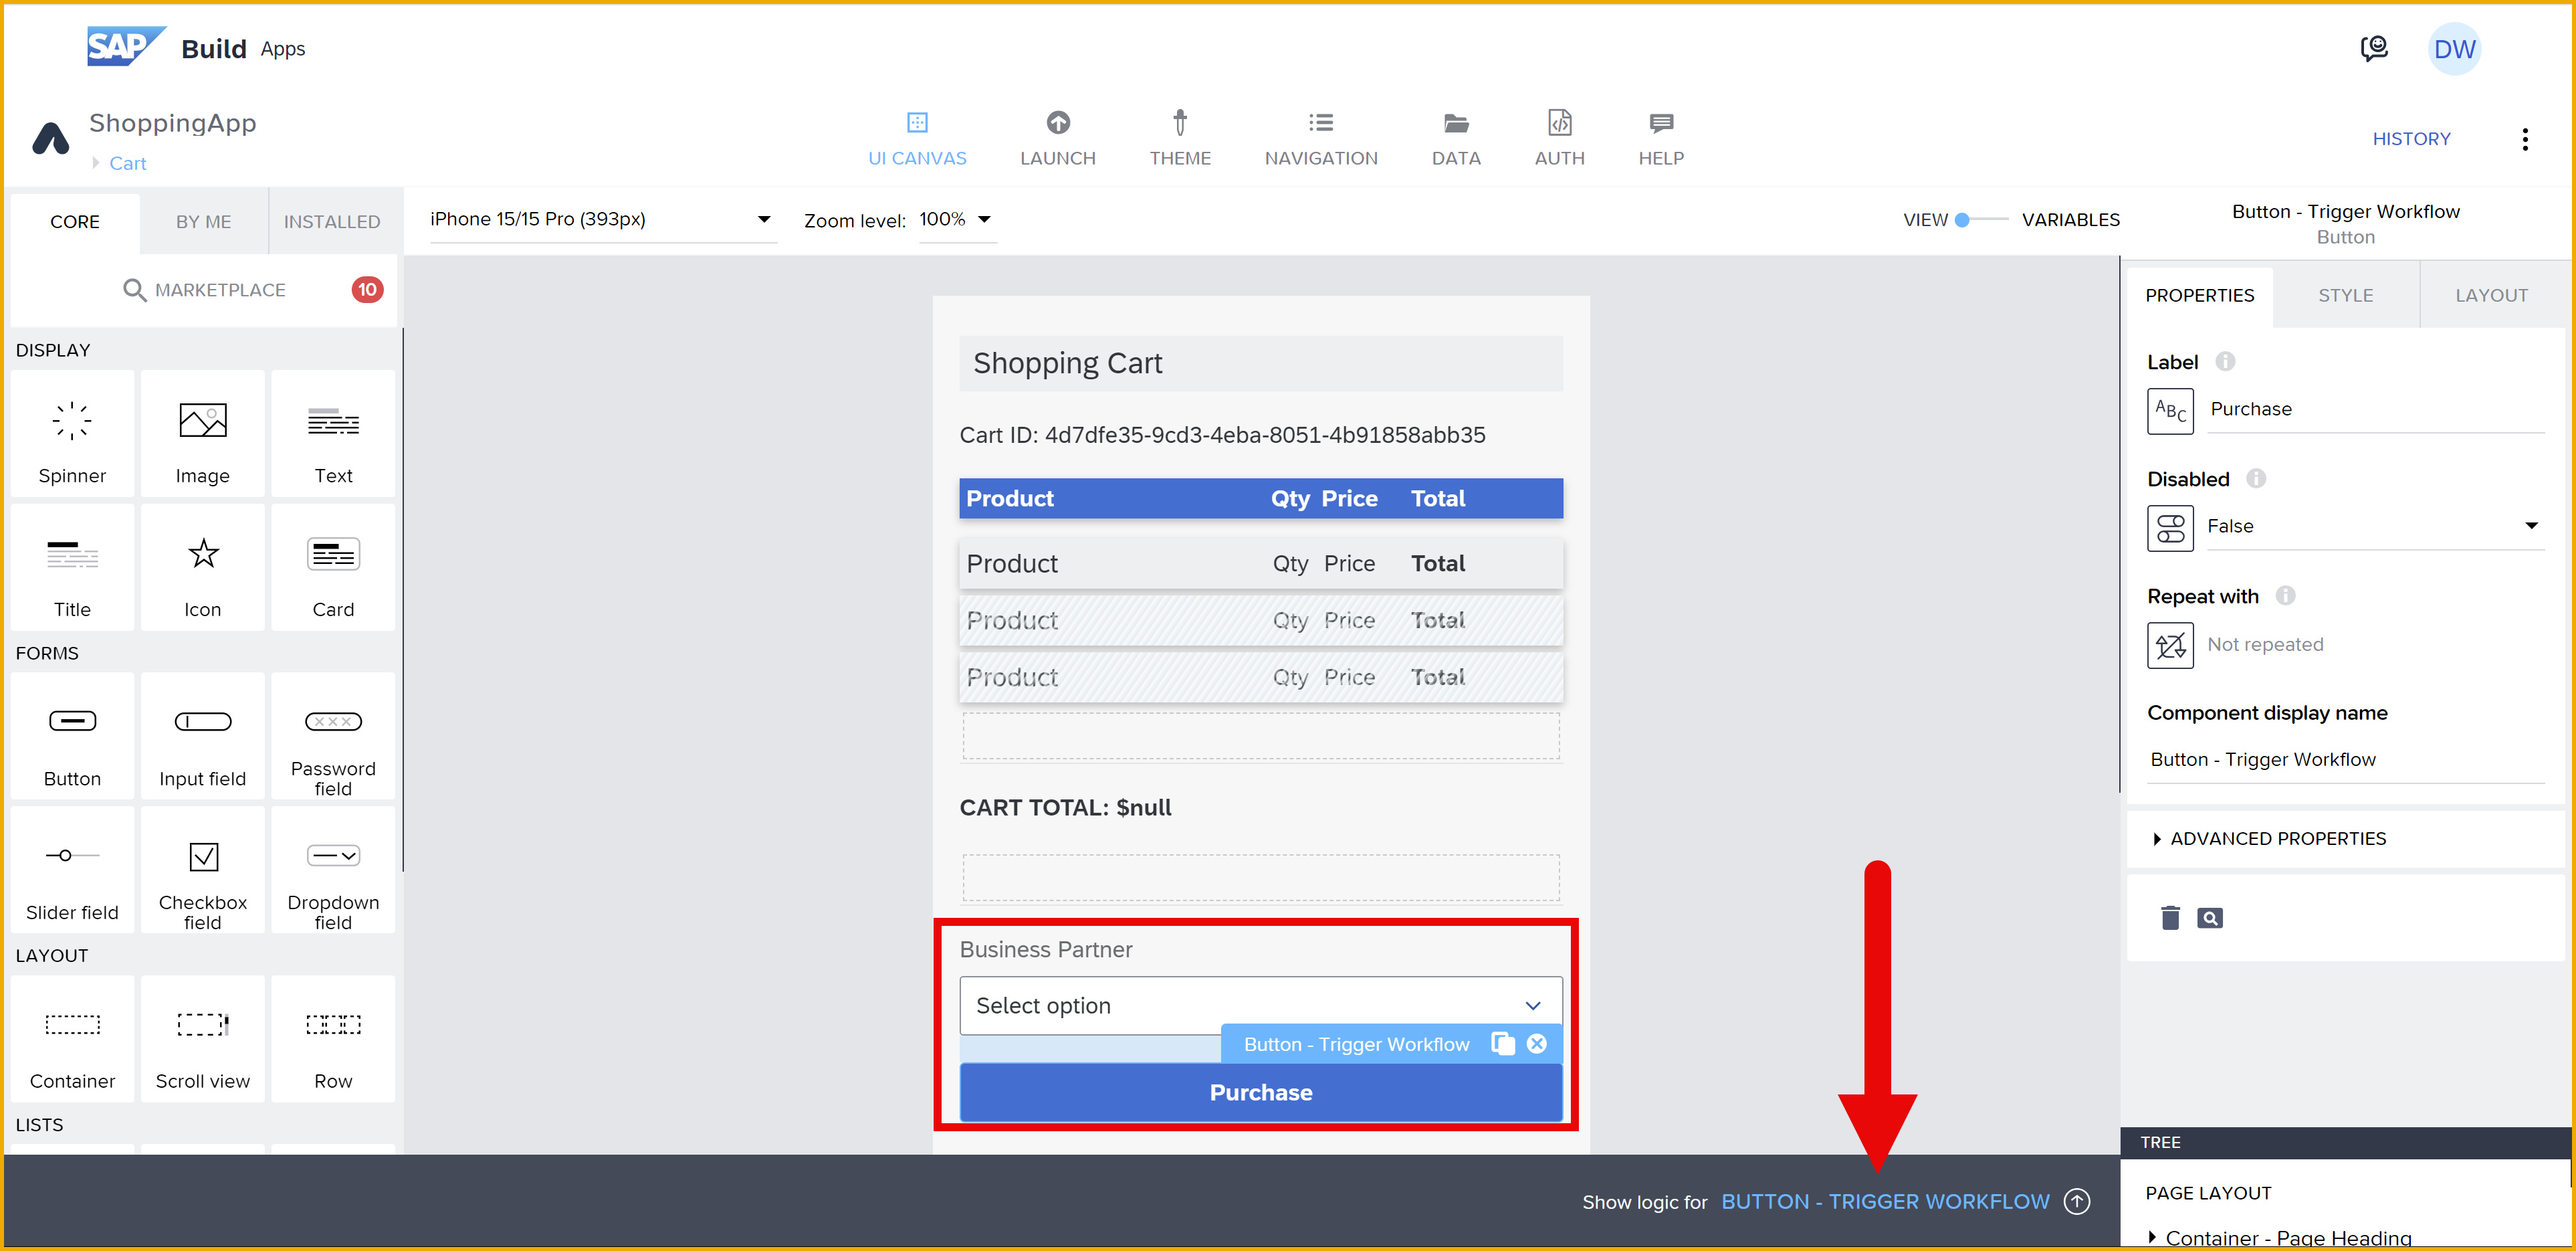 SAP Build Apps
DW
ShoppingApp
Cart
UI CANVAS
LAUNCH
THEME
NAVIGATION
DATA
AUTH
HELP
HISTORY
CORE
BY ME
INSTALLED
MARKETPLACE
10
DISPLAY
Spinner
Image
Text
Title
Icon
Card
FORMS
Button
Input field
Password
field
Slider field
Checkbox
field
Dropdown
field
LAYOUT
Container
Scroll view
Row
LISTS
iPhone 15/15 Pro (393px)
Zoom level: 100%
VIEW
VARIABLES
Shopping Cart
Cart ID: 4d7dfe35-9cd3-4eba-8051-4b91858abb35
Product Qty Price Total
Product Qty Price Total
Product Qty Price Total
Product Qty Price Total
CART TOTAL: $null
Business Partner
Select option
Button - Trigger Workflow
Purchase
Show logic for BUTTON - TRIGGER WORKFLOW
Button - Trigger Workflow
Button
PROPERTIES
STYLE
LAYOUT
Label
ABC
Purchase
Disabled
False
Repeat with
Not repeated
Component display name
Button - Trigger Workflow
ADVANCED PROPERTIES
TREE
PAGE LAYOUT
Container - Page Heading